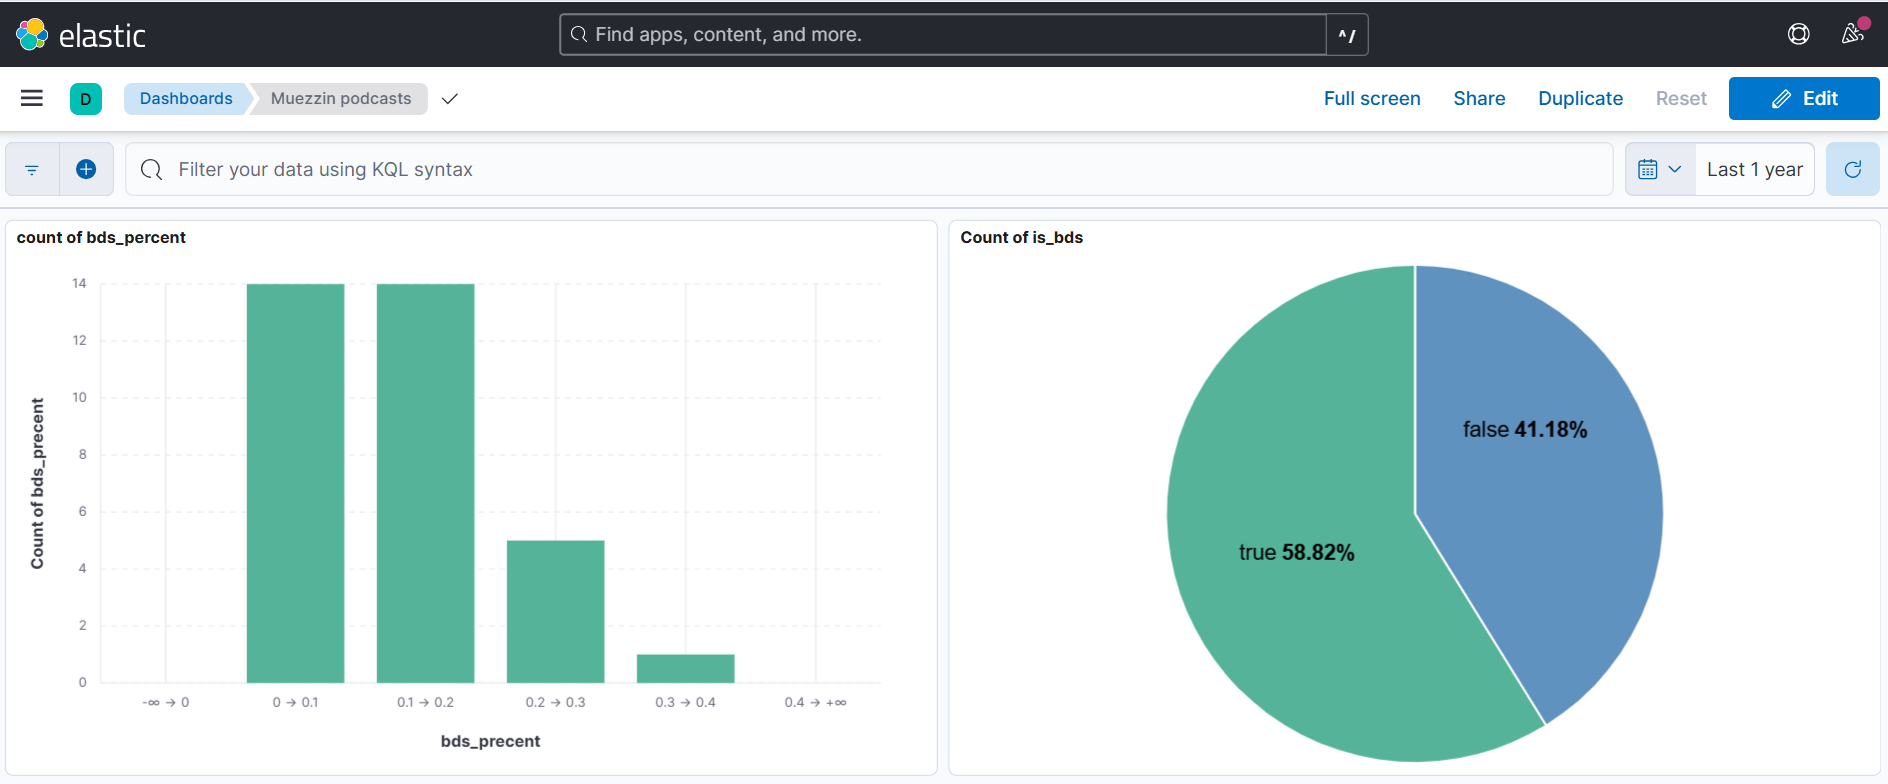 elastic
Find apps, content, and more.
^/
D
Dashboards
Muezzin podcasts
Full screen
Share
Duplicate
Reset
Edit
Filter your data using KQL syntax
Last 1 year
count of bds_percent
14
12
10
8
6
4
2
0
Count of bds_precent
-∞ → 0
0 → 0.1
0.1 → 0.2
0.2 → 0.3
0.3 → 0.4
0.4 → +∞
bds_precent
Count of is_bds
false 41.18%
true 58.82%